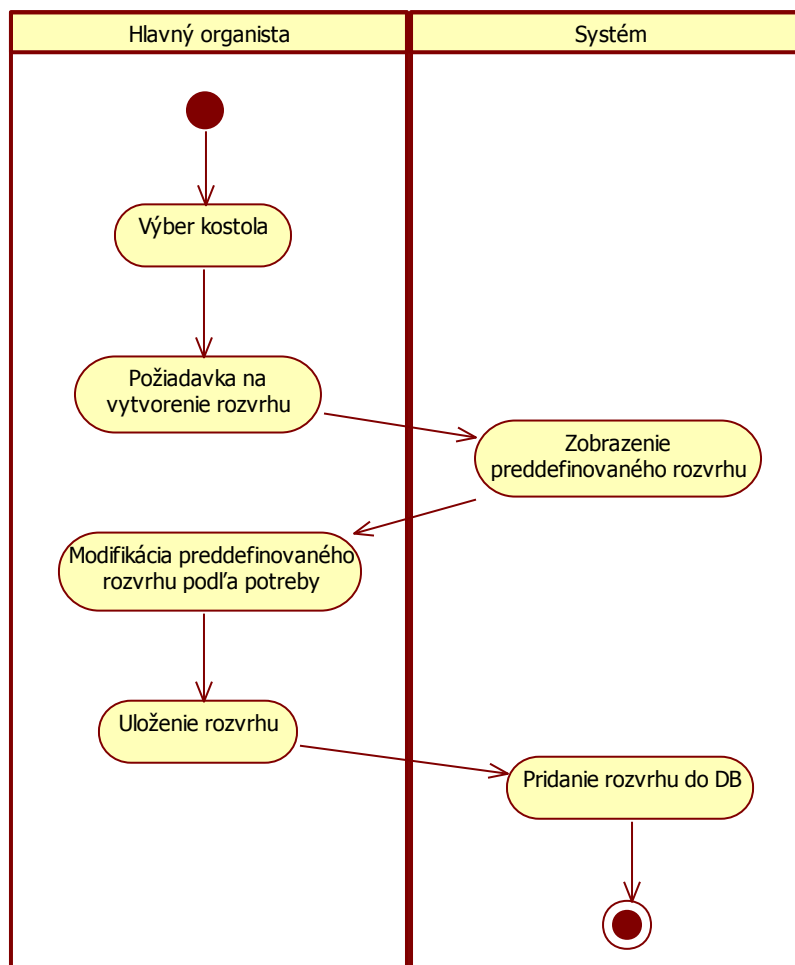 Hlavný organista
Systém
Výber kostola
Požiadavka na
vytvorenie rozvrhu
Zobrazenie
preddefinovaného rozvrhu
Modifikácia preddefinovaného
rozvrhu podľa potreby
Uloženie rozvrhu
Pridanie rozvrhu do DB